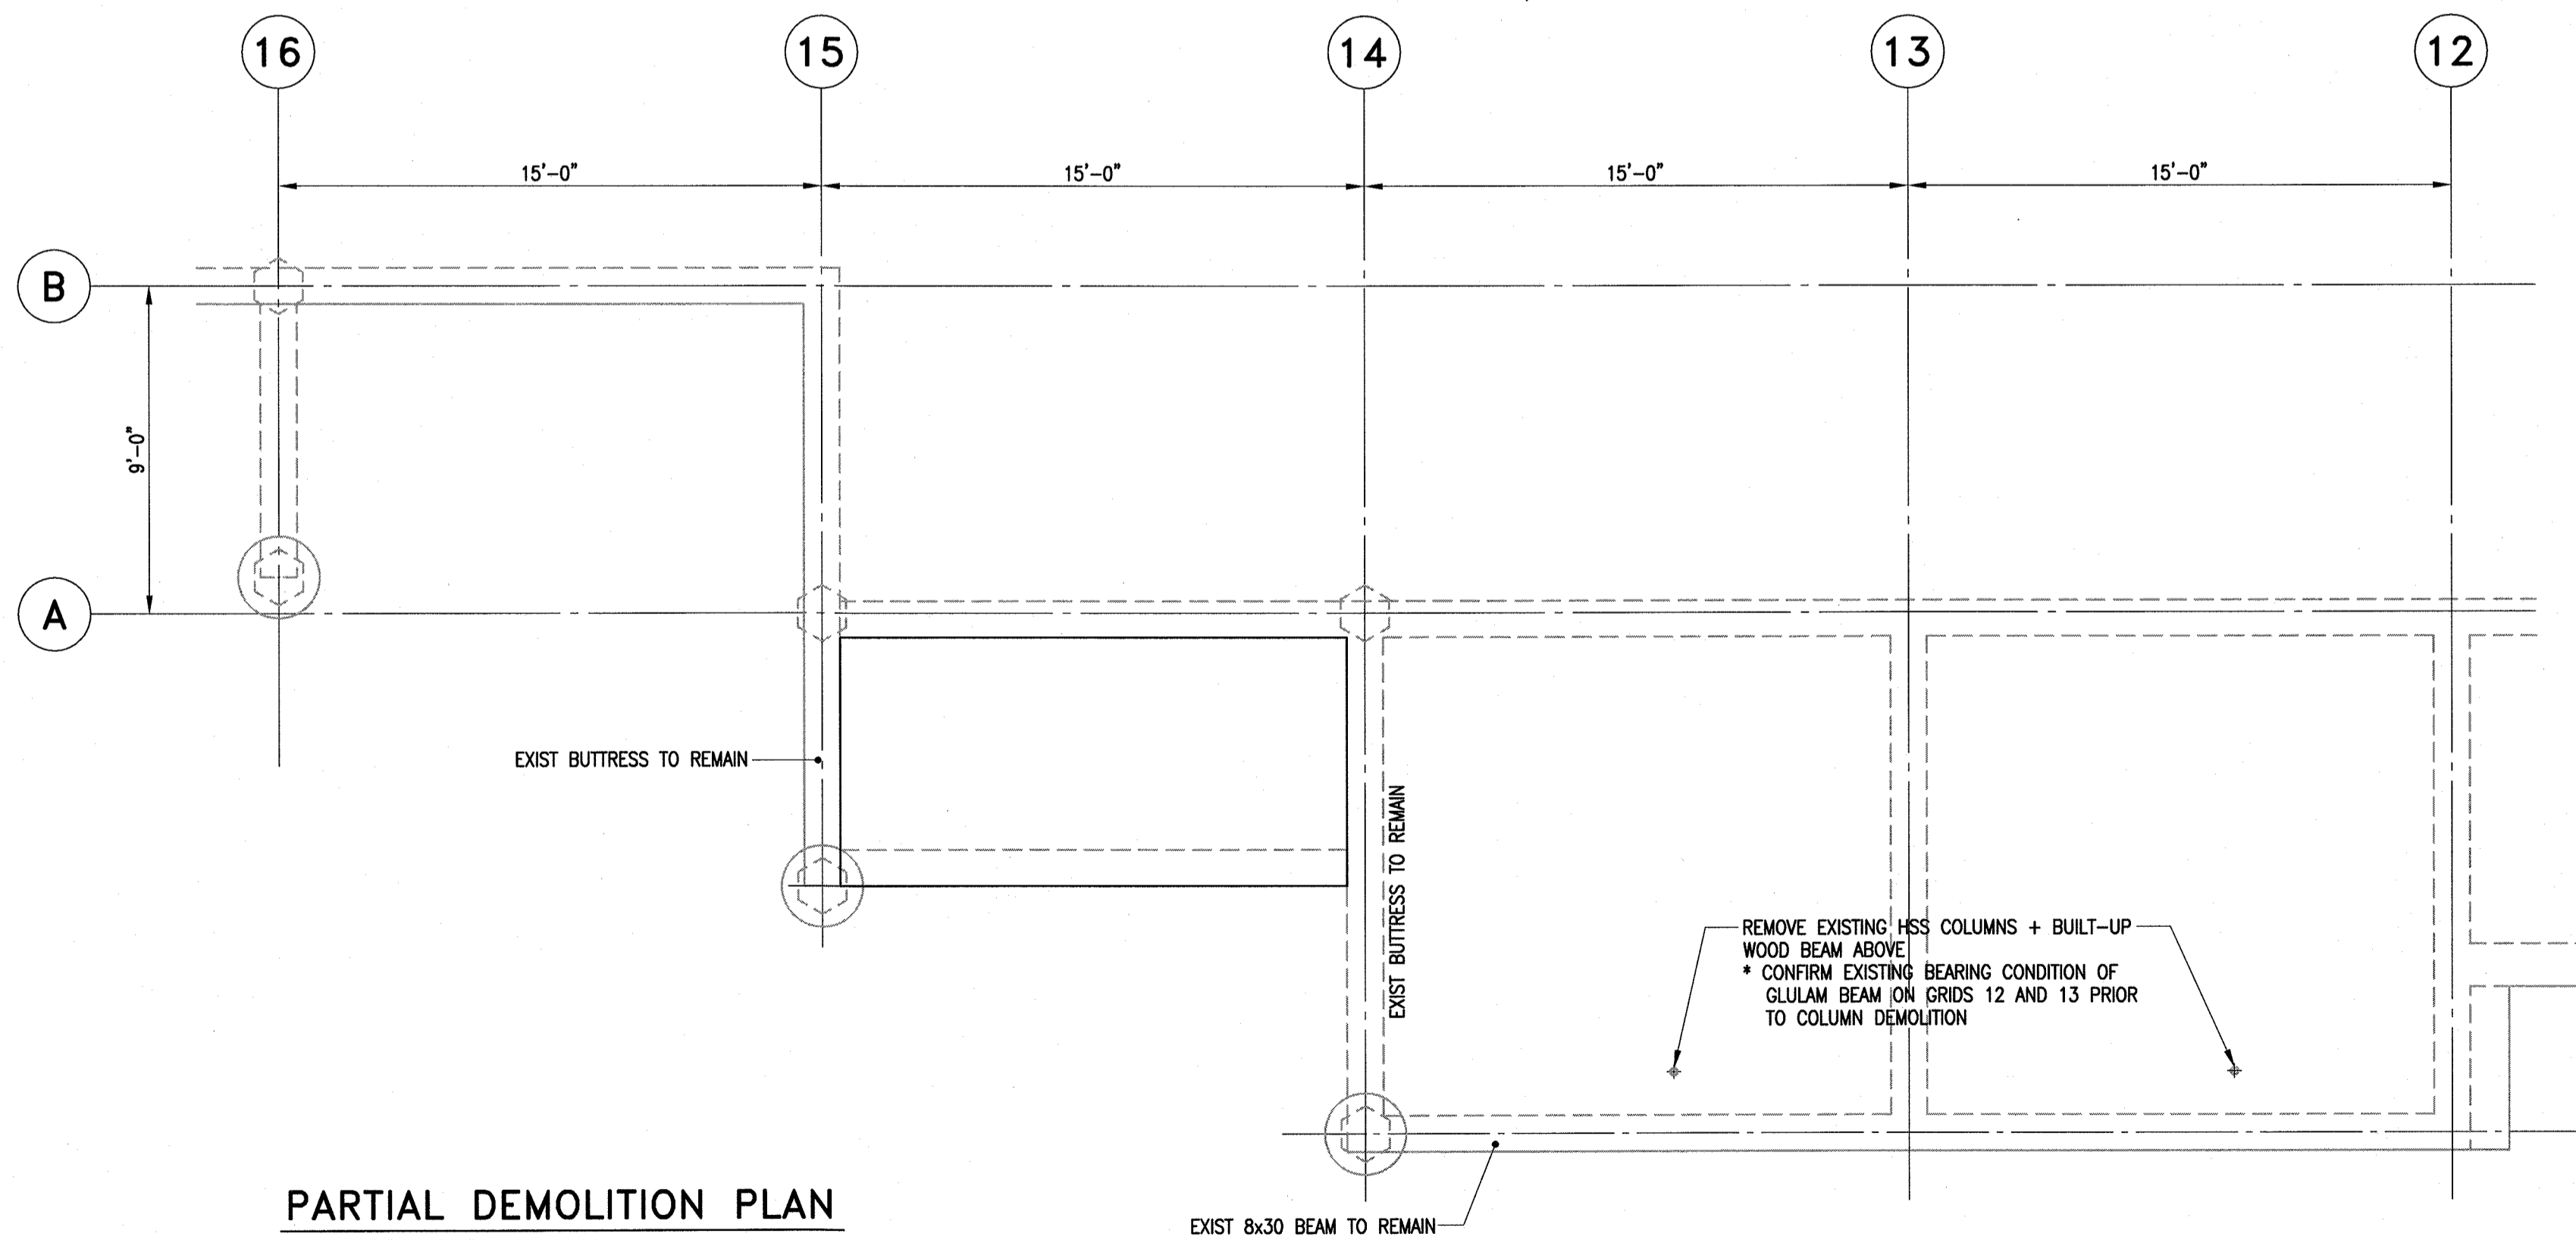 16
15
14
13
12
15'-0"
15'-0"
15'-0"
15'-0"
B
9'-0"
A
EXIST BUTTRESS TO REMAIN
EXIST BUTTRESS TO REMAIN
REMOVE EXISTING HSS COLUMNS + BUILT-UP
WOOD BEAM ABOVE
* CONFIRM EXISTING BEARING CONDITION OF
GLULAM BEAM ON GRIDS 12 AND 13 PRIOR
TO COLUMN DEMOLITION
PARTIAL DEMOLITION PLAN
EXIST 8x30 BEAM TO REMAIN